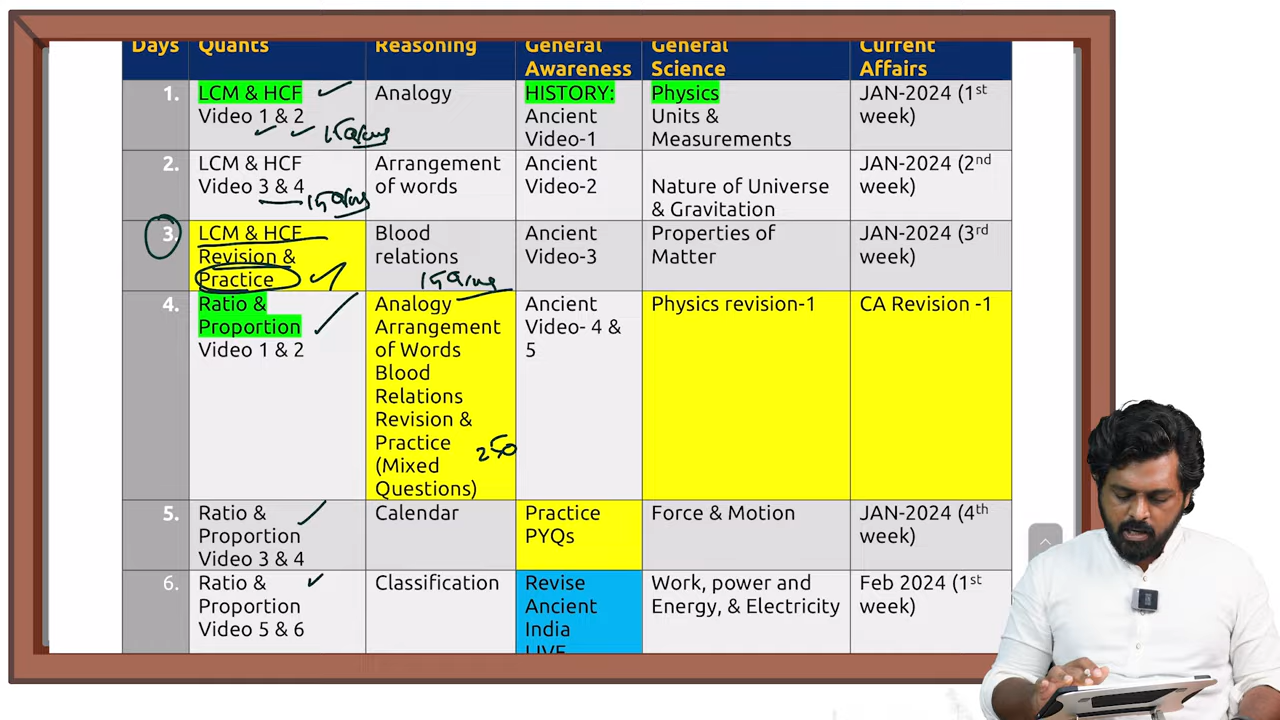 Days
Quants
Reasoning
General
Awareness
General
Science
Current
Affairs
1.
LCM & HCF
Video 1 & 2
Analogy
HISTORY:
Ancient
Video-1
Physics
Units &
Measurements
JAN-2024 (1st
week)
2.
LCM & HCF
Video 3 & 4
Arrangement
of words
Ancient
Video-2
Nature of Universe
& Gravitation
JAN-2024 (2nd
week)
3.
LCM & HCF
Revision &
Practice
Blood
relations
Ancient
Video-3
Properties of
Matter
JAN-2024 (3rd
week)
4.
Ratio &
Proportion
Video 1 & 2
Analogy
Arrangement
of Words
Blood
Relations
Revision &
Practice
(Mixed
Questions)
250
Ancient
Video- 4 &
5
Physics revision-1
CA Revision -1
5.
Ratio &
Proportion
Video 3 & 4
Calendar
Practice
PYQs
Force & Motion
JAN-2024 (4th
week)
6.
Ratio &
Proportion
Video 5 & 6
Classification
Revise
Ancient
India
LIVE
Work, power and
Energy, & Electricity
Feb 2024 (1st
week)